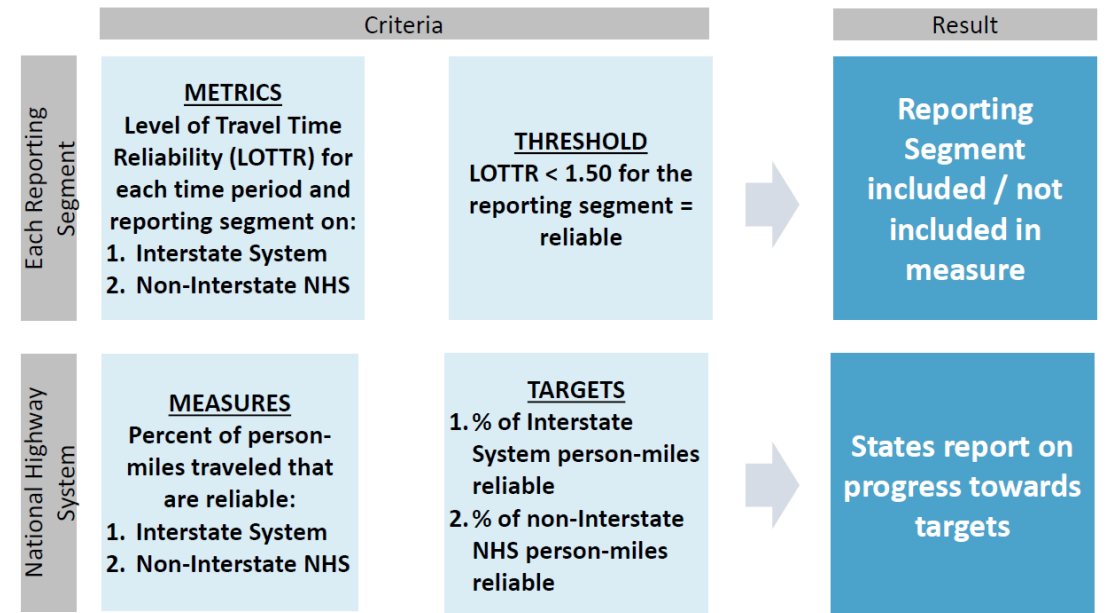 Criteria
Result
Each Reporting
Segment
METRICS
Level of Travel Time
Reliability (LOTTR) for
each time period and
reporting segment on:
1. Interstate System
2. Non-Interstate NHS
THRESHOLD
LOTTR < 1.50 for the
reporting segment =
reliable
Reporting
Segment
included / not
included in
measure
National Highway
System
MEASURES
Percent of person-
miles traveled that
are reliable:
1. Interstate System
2. Non-Interstate NHS
TARGETS
1. % of Interstate
System person-miles
reliable
2. % of non-Interstate
NHS person-miles
reliable
States report on
progress towards
targets